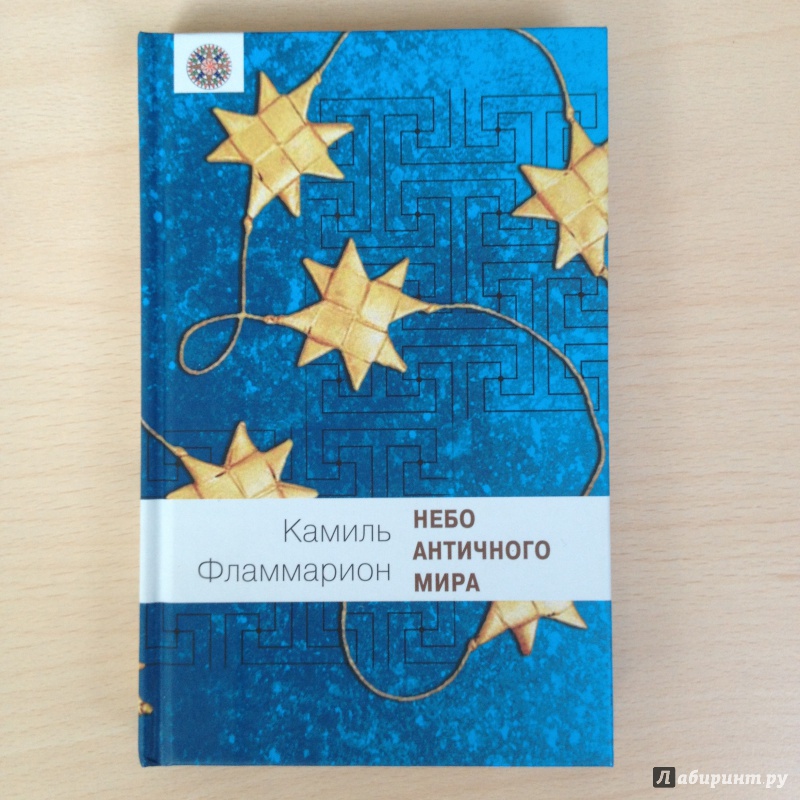 Камиль
Фламмарион
НЕБО
АНТИЧНОГО
МИРА
Лабиринт.ру